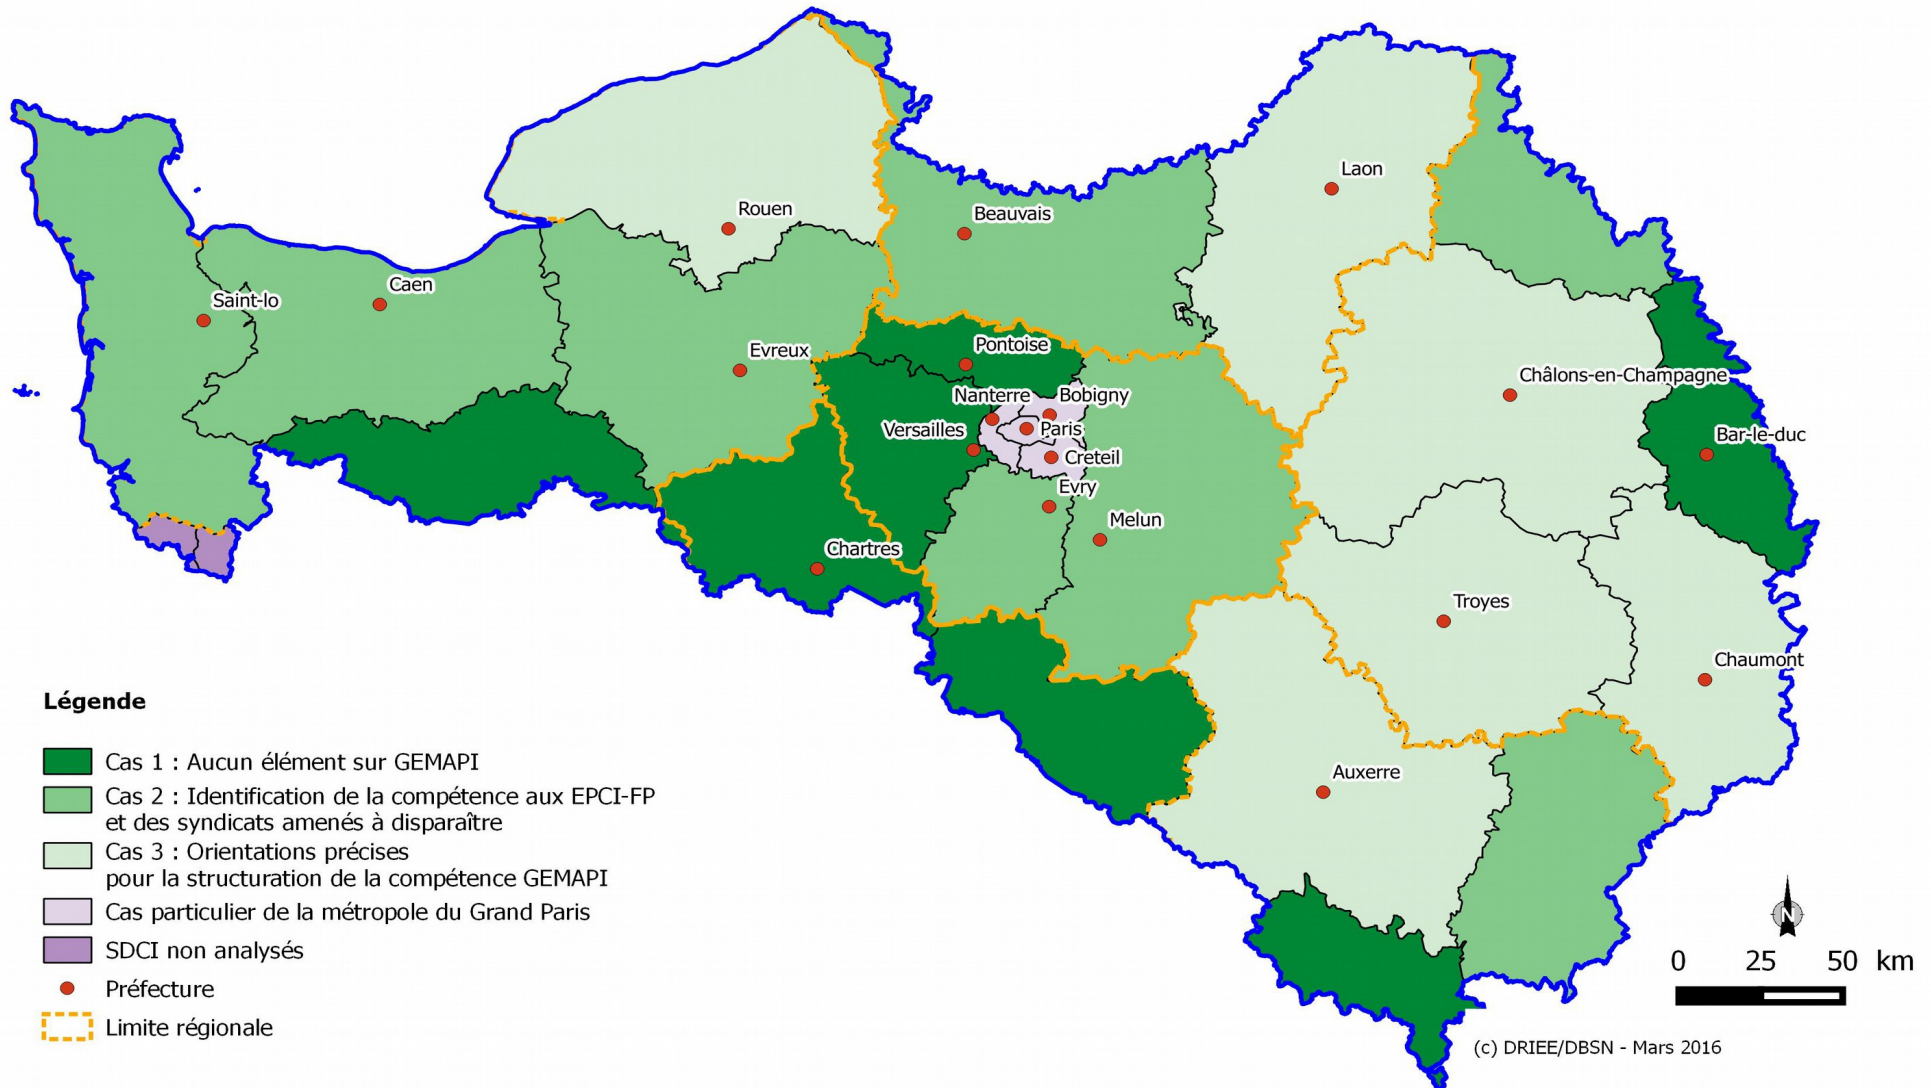 Laon
Rouen
Beauvais
Caen
Saint-lo
Pontoise
Evreux
Châlons-en-Champagne
Nanterre
Bobigny
Versailles
Paris
Bar-le-duc
Creteil
Evry
Melun
Chartres
Troyes
Chaumont
Auxerre
Légende
Cas 1 : Aucun élément sur GEMAPI
Cas 2 : Identification de la compétence aux EPCI-FP
et des syndicats amenés à disparaître
Cas 3 : Orientations précises
pour la structuration de la compétence GEMAPI
Cas particulier de la métropole du Grand Paris
SDCI non analysés
Préfecture
Limite régionale
N
0 25 50 km
(c) DRIEE/DBSN - Mars 2016